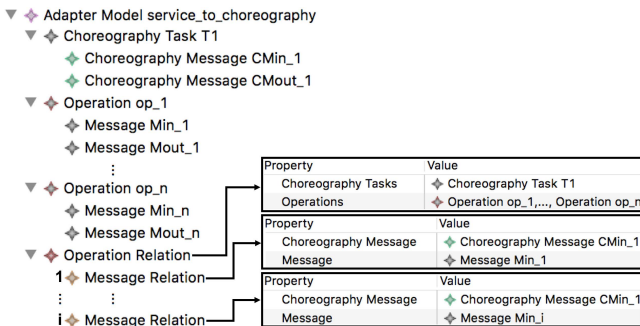 Adapter Model service_to_choreography
Choreography Task T1
Choreography Message CMin_1
Choreography Message CMout_1
Operation op_1
Message Min_1
Message Mout_1
⋮
Operation op_n
Message Min_n
Message Mout_n
Operation Relation
1 Message Relation
⋮ ⋮
i Message Relation
Property Value
Choreography Tasks Choreography Task T1
Operations Operation op_1,..., Operation op_n
Property Value
Choreography Message Choreography Message CMin_1
Message Message Min_1
Property Value
Choreography Message Choreography Message CMin_1
Message Message Min_i